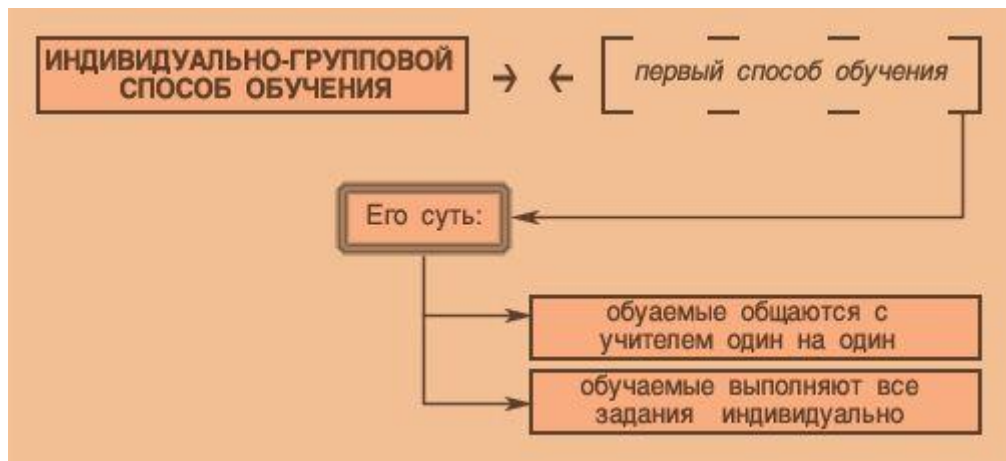 ИНДИВИДУАЛЬНО-ГРУППОВОЙ
СПОСОБ ОБУЧЕНИЯ
первый способ обучения
Его суть:
обуаемые общаются с
учителем один на один
обучаемые выполняют все
задания индивидуально